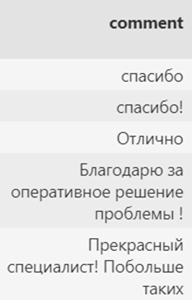 comment
спасибо
спасибо!
Отлично
Благодарю за
оперативное решение
проблемы !
Прекрасный
специалист! Побольше
таких